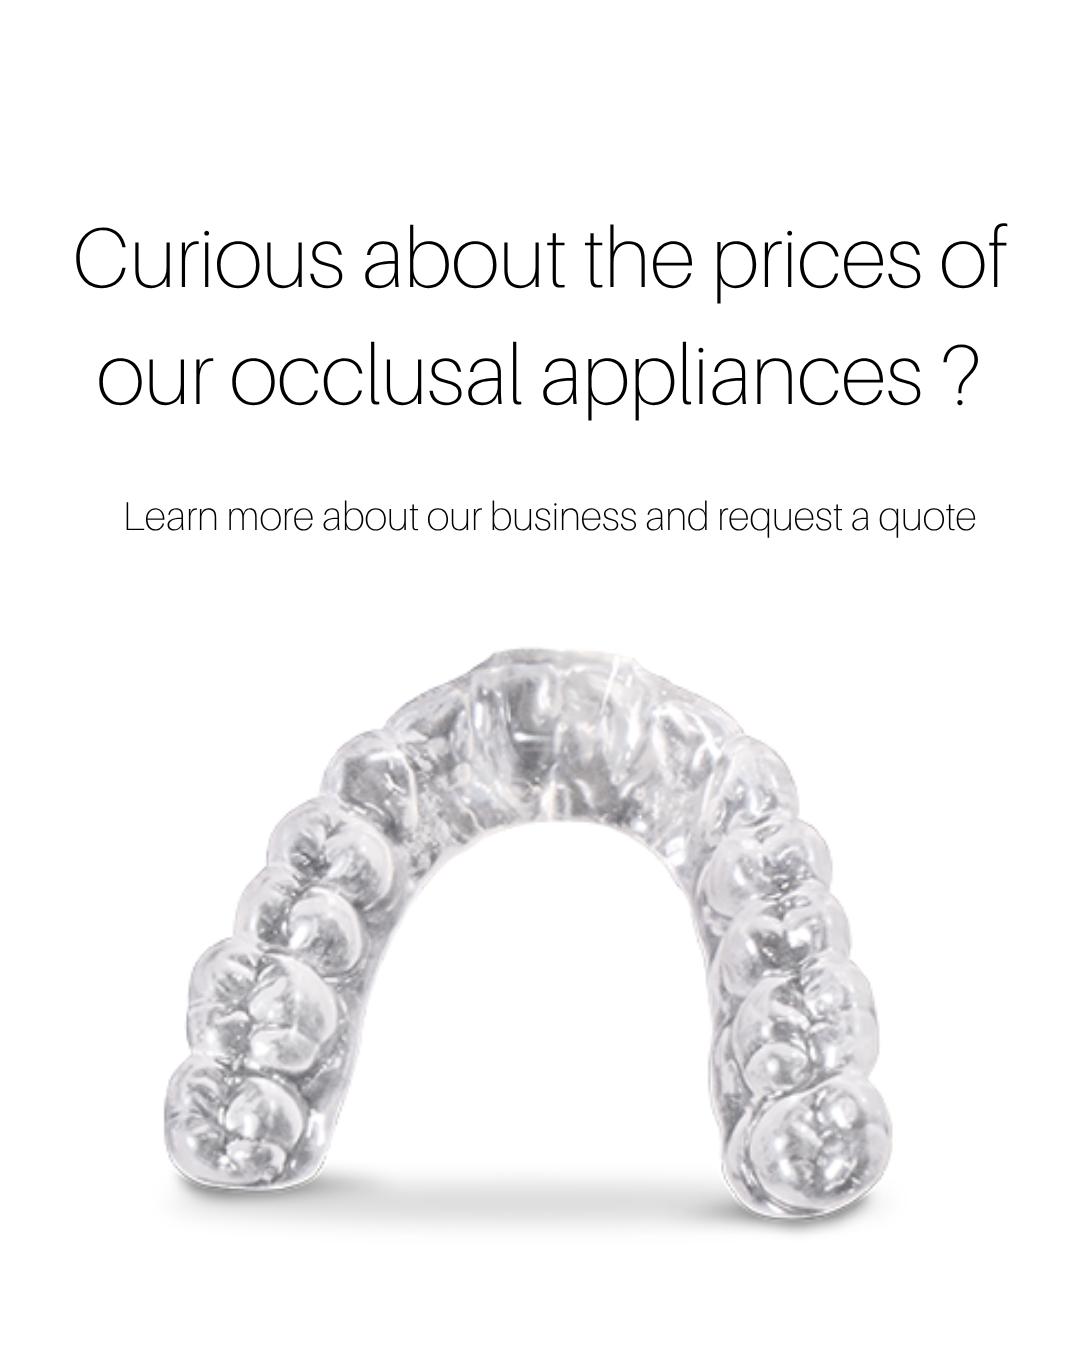 Curious about the prices of
our occlusal appliances ?
Learn more about our business and request a quote